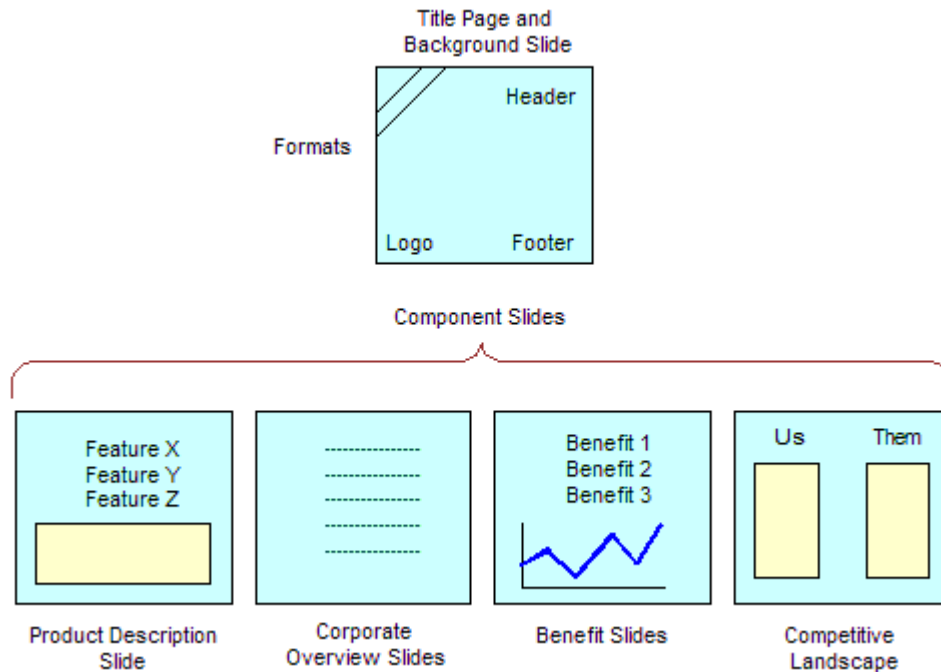 Title Page and
Background Slide
Header
Formats
Logo
Footer
Component Slides
Feature X
Feature Y
Feature Z
Benefit 1
Benefit 2
Benefit 3
Us
Them
Product Description
Slide
Corporate
Overview Slides
Benefit Slides
Competitive
Landscape